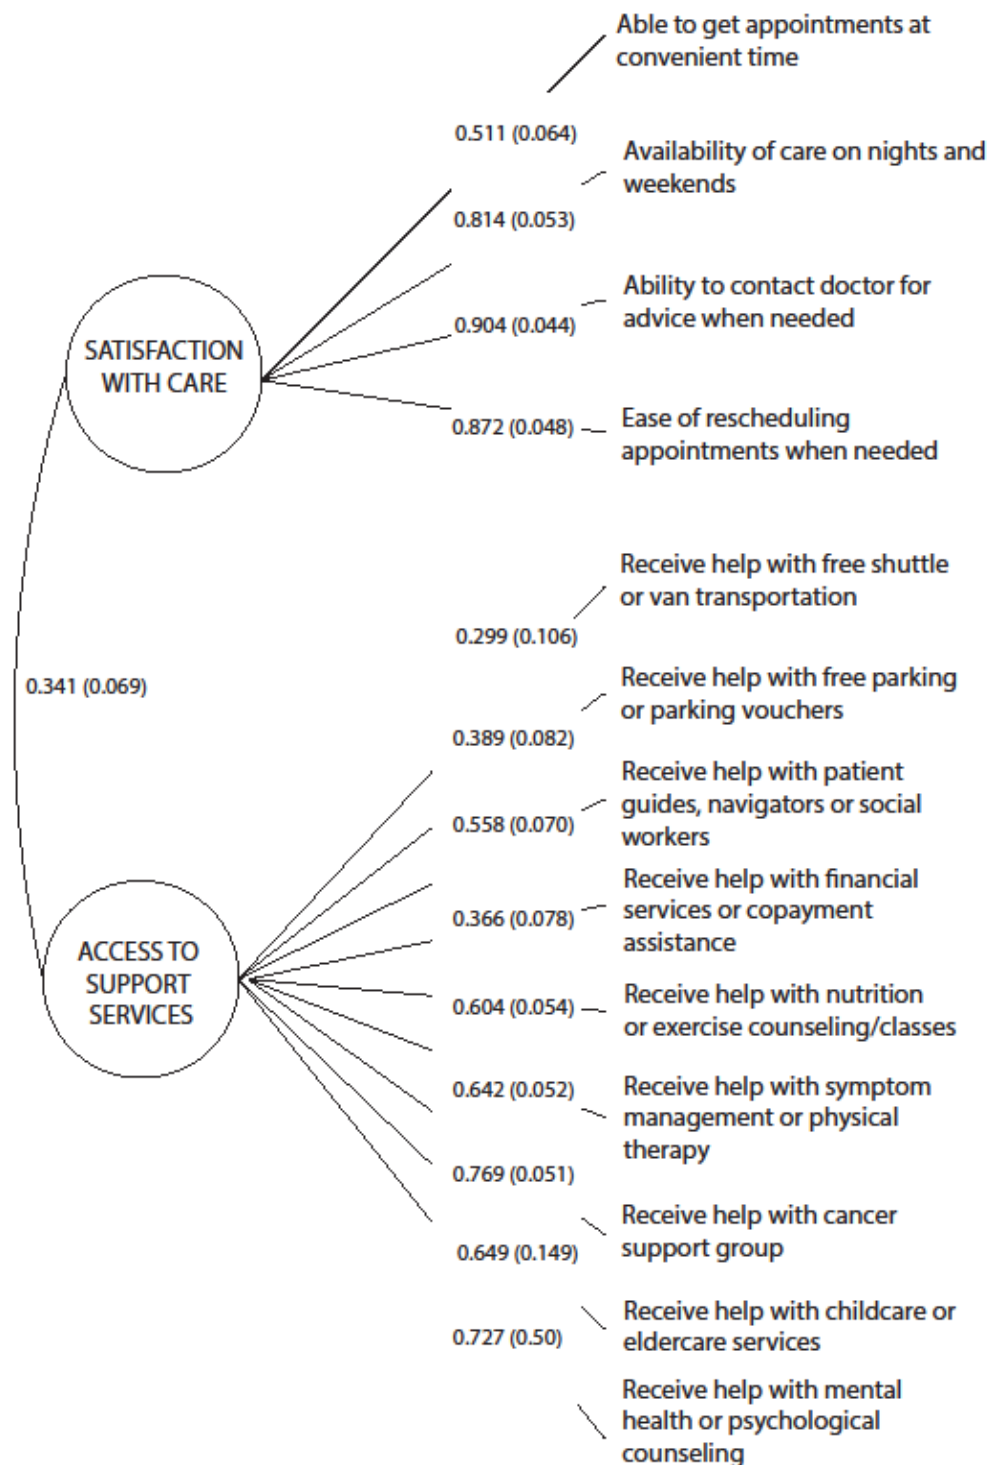 Able to get appointments at
convenient time
0.511 (0.064)
Availability of care on nights and
weekends
0.814 (0.053)
Ability to contact doctor for
advice when needed
0.904 (0.044)
SATISFACTION
WITH CARE
Ease of rescheduling
appointments when needed
0.872 (0.048)
Receive help with free shuttle
or van transportation
0.299 (0.106)
0.341 (0.069)
Receive help with free parking
or parking vouchers
0.389 (0.082)
Receive help with patient
guides, navigators or social
workers
0.558 (0.070)
Receive help with financial
services or copayment
assistance
0.366 (0.078)
ACCESS TO
SUPPORT
SERVICES
Receive help with nutrition
or exercise counseling/classes
0.604 (0.054)
Receive help with symptom
management or physical
therapy
0.642 (0.052)
0.769 (0.051)
Receive help with cancer
support group
0.649 (0.149)
Receive help with childcare or
eldercare services
0.727 (0.50)
Receive help with mental
health or psychological
counseling